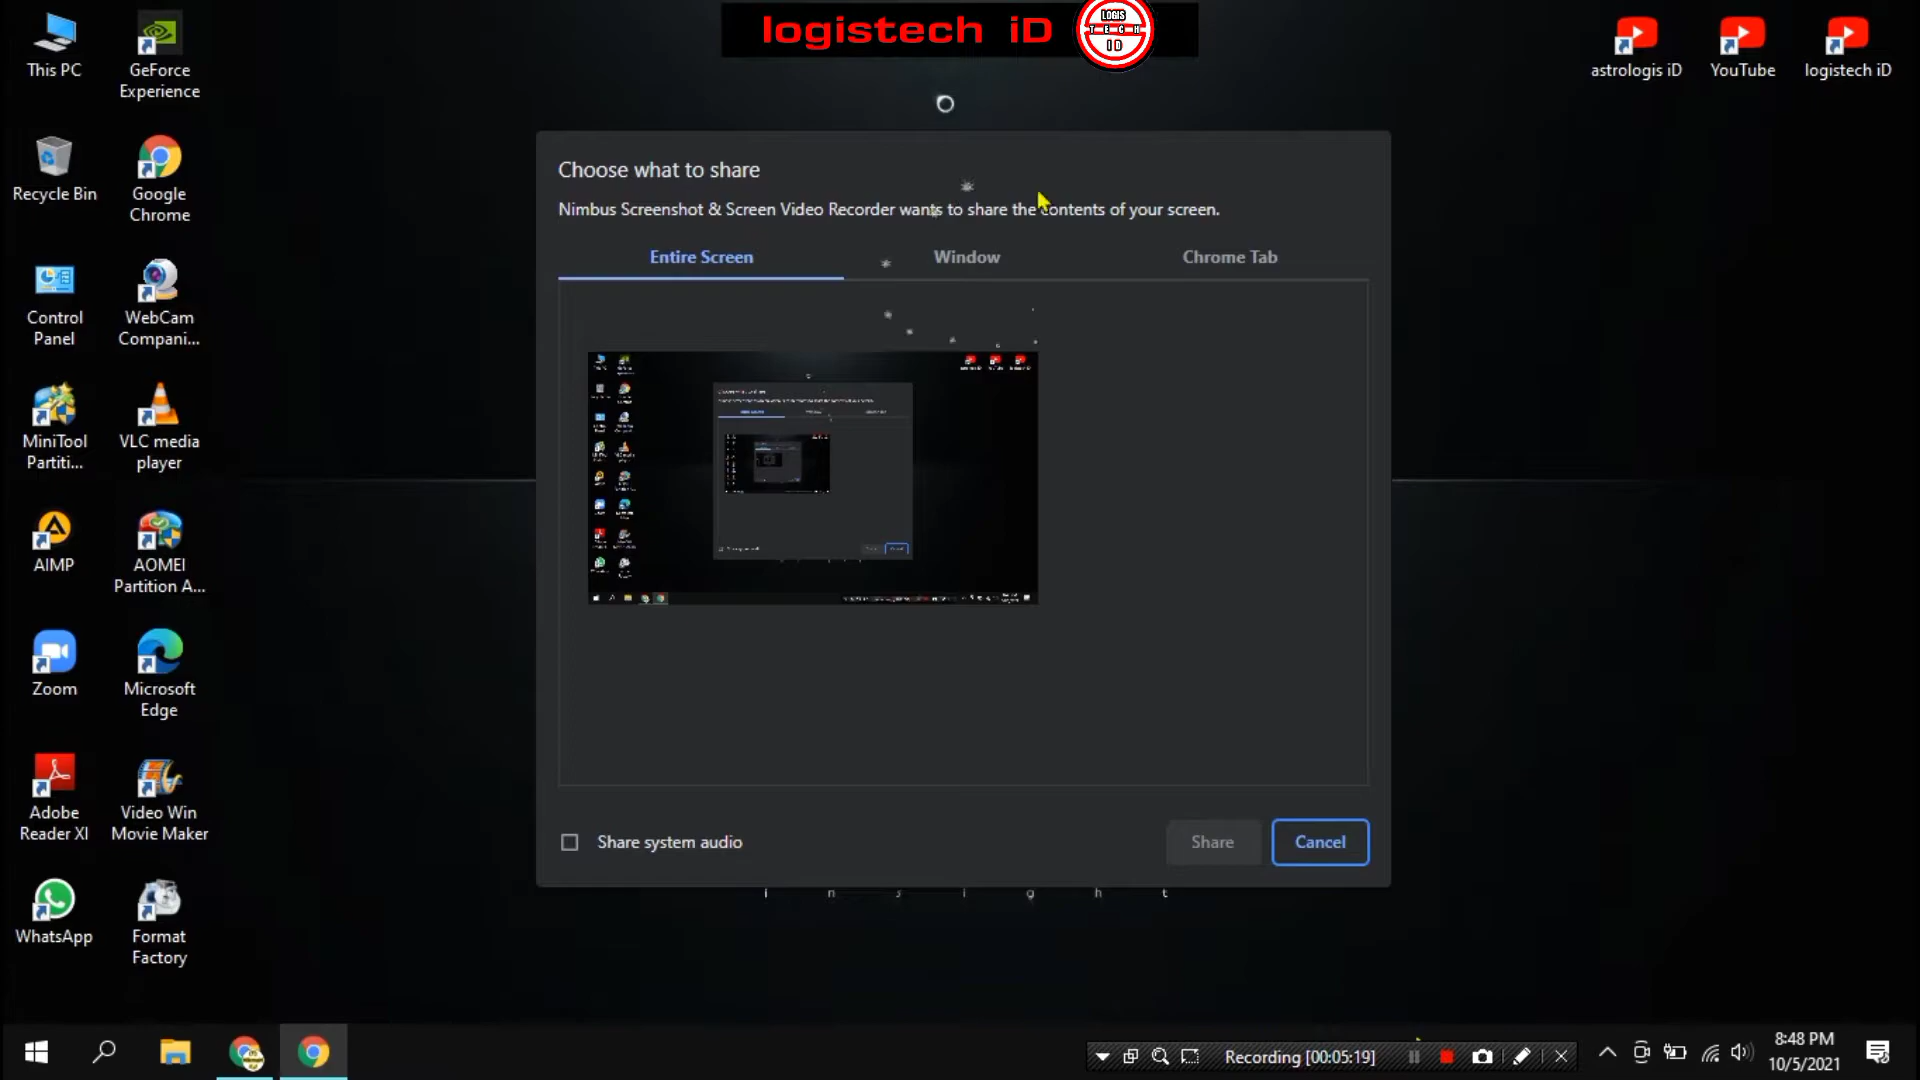 logistech iD
LOGIS
TECH
ID
This PC
GeForce
Experience
astrologis iD
YouTube
logistech iD
Recycle Bin
Google
Chrome
Control
Panel
WebCam
Compani...
MiniTool
Partiti...
VLC media
player
AIMP
AOMEI
Partition A...
Zoom
Microsoft
Edge
Adobe
Reader XI
Video Win
Movie Maker
WhatsApp
Format
Factory
Choose what to share
Nimbus Screenshot & Screen Video Recorder wants to share the contents of your screen.
Entire Screen
Window
Chrome Tab
Share system audio
Share
Cancel
i n s i g h t
Recording [00:05:19]
8:48 PM
10/5/2021